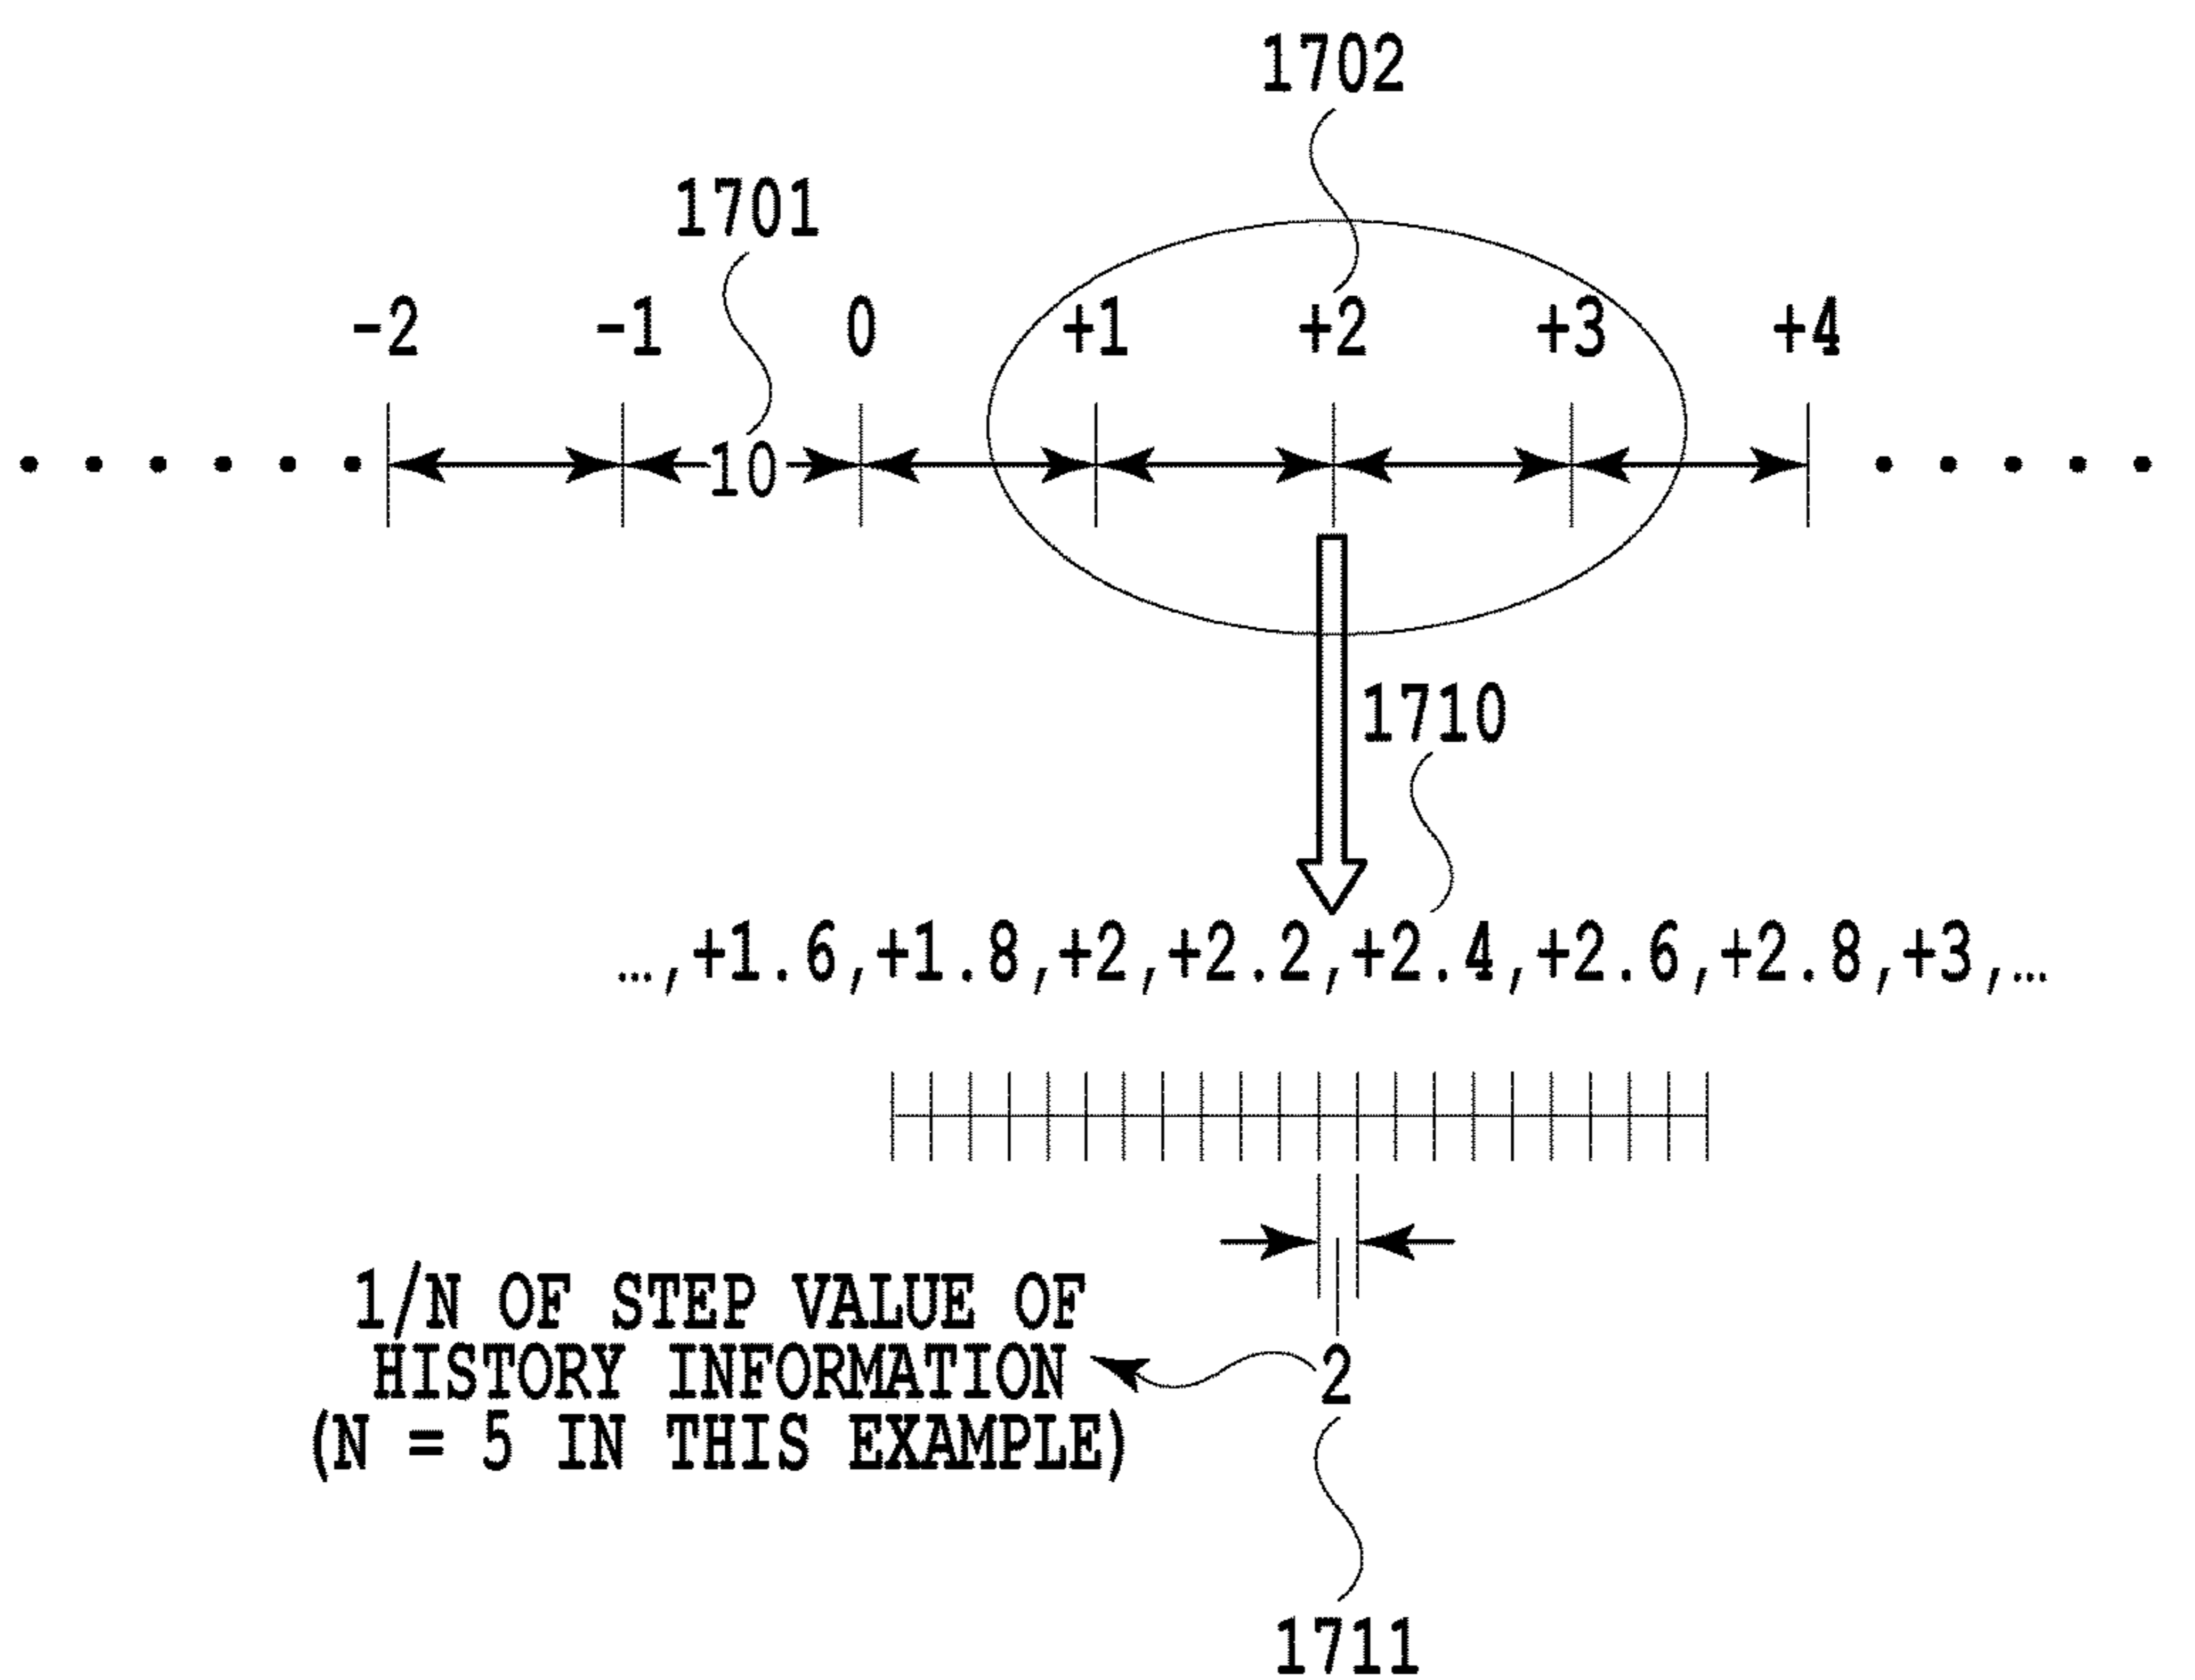 1702
1701
-2 -1 0 +1 +2 +3 +4
10
1710
…,+1.6,+1.8,+2,+2.2,+2.4,+2.6,+2.8,+3,…
1/N OF STEP VALUE OF
HISTORY INFORMATION
2
(N = 5 IN THIS EXAMPLE)
1711